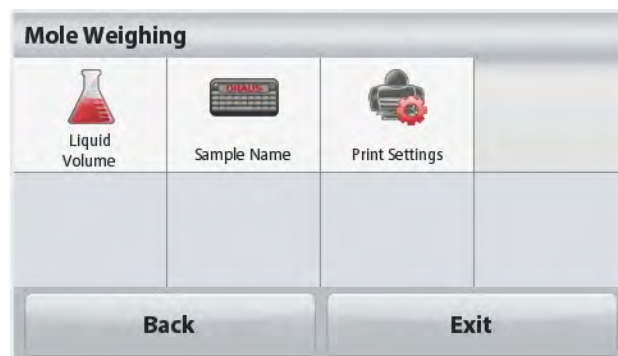 Mole Weighing
OHAUS
Liquid
Volume
Sample Name
Print Settings
Back
Exit